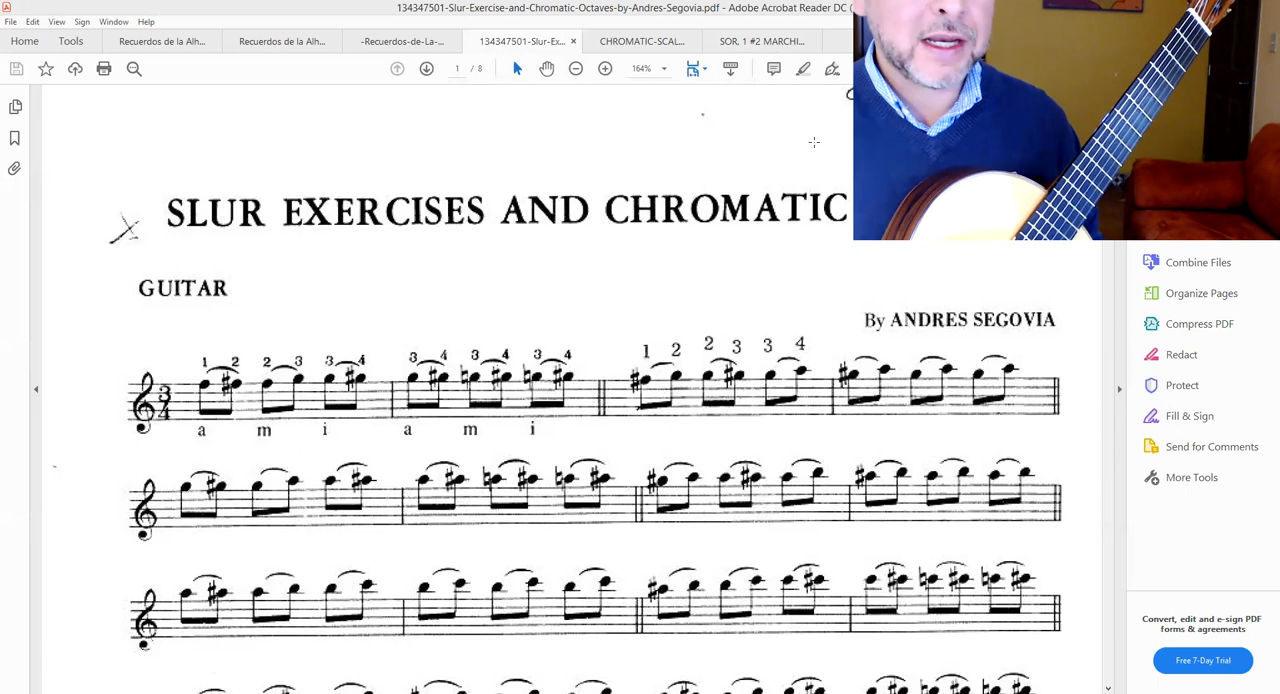 134347501-Slur-Exercise-and-Chromatic-Octaves-by-Andres-Segovia.pdf - Adobe Acrobat Reader DC (
File Edit View Sign Window Help
Home Tools Recuerdos de la Alh... Recuerdos de la Alh... -Recuerdos-de-La-... 134347501-Slur-Ex... × CHROMATIC-SCAL... SOR, 1 #2 MARCHI...
1 / 8 164%
SLUR EXERCISES AND CHROMATIC
GUITAR
By ANDRES SEGOVIA
1 2 2 3 3 4 3 4 3 4 3 4 1 2 2 3 3 4
3 4
a m i a m i
Combine Files
Organize Pages
Compress PDF
Redact
Protect
Fill & Sign
Send for Comments
More Tools
Convert, edit and e-sign PDF
forms & agreements
Free 7-Day Trial